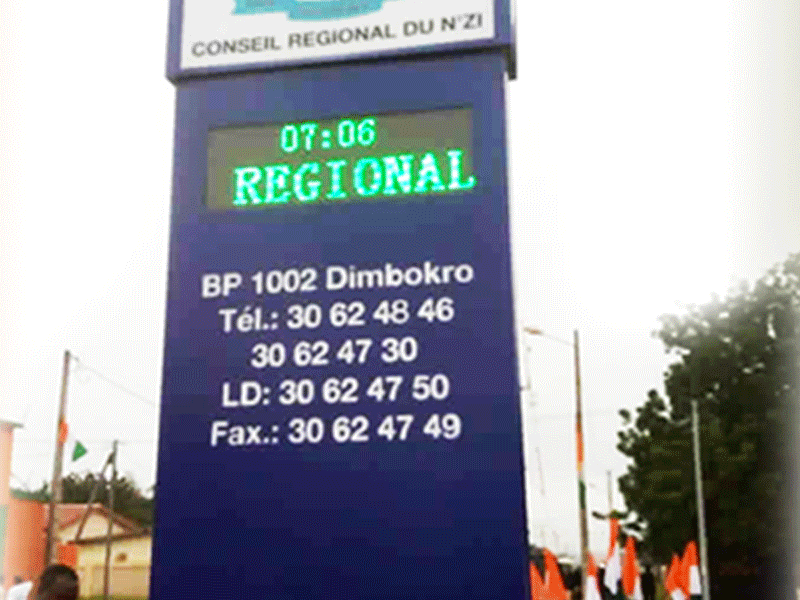 CONSEIL REGIONAL DU N'ZI
07:06
REGIONAL
BP 1002 Dimbokro
Tél.: 30 62 48 46
30 62 47 30
LD: 30 62 47 50
Fax.: 30 62 47 49